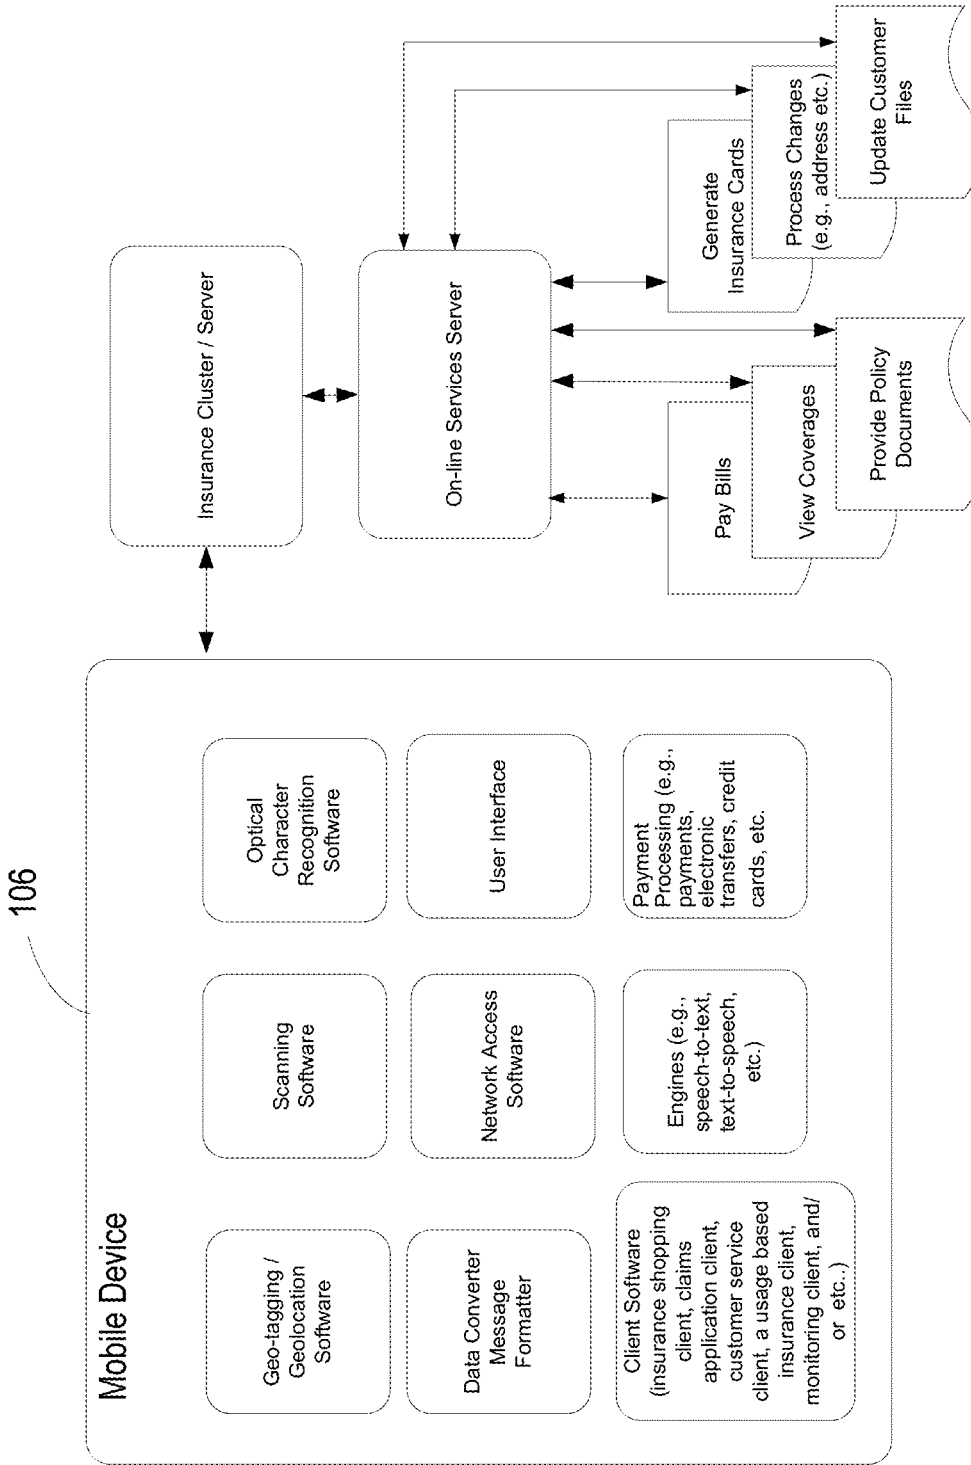 106
Mobile Device
Geo-tagging /
Geolocation
Software
Scanning
Software
Optical
Character
Recognition
Software
Data Converter
Message
Formatter
Network Access
Software
User Interface
Client Software
(insurance shopping
client, claims
application client,
customer service
client, a usage based
insurance client,
monitoring client, and/
or etc..)
Engines (e.g.,
speech-to-text,
text-to-speech,
etc.)
Payment
Processing (e.g.,
payments,
electronic
transfers, credit
cards, etc.
Insurance Cluster / Server
On-line Services Server
Pay Bills
View Coverages
Provide Policy
Documents
Generate
Insurance Cards
Process Changes
(e.g., address etc.)
Update Customer
Files